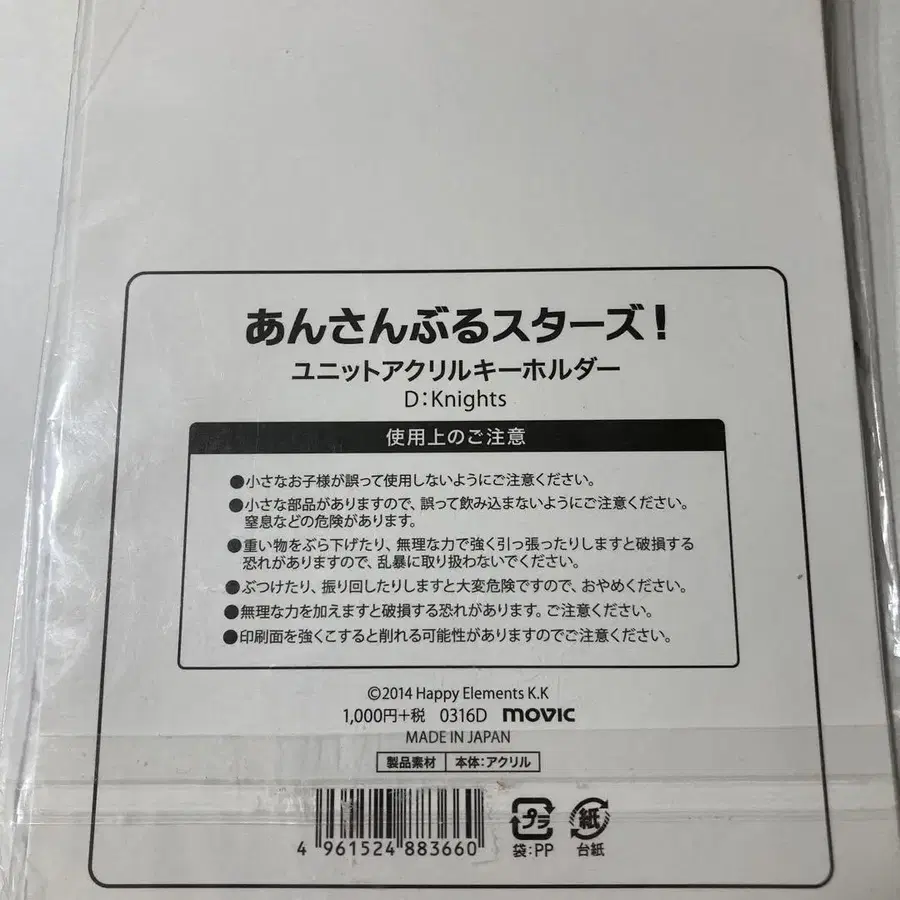 あんさんぶるスターズ!
ユニットアクリルキーホルダー
D:Knights
使用上のご注意
●小さなお子様が誤って使用しないようにご注意ください。
●小さな部品がありますので、誤って飲み込まないようにご注意ください。
窒息などの危険があります。
●重い物をぶら下げたり、無理な力で強く引っ張ったりしますと破損する
恐れがありますので、乱暴に取り扱わないでください。
●ぶつけたり、振り回したりしますと大変危険ですので、おやめください。
●無理な力を加えますと破損する恐れがあります。ご注意ください。
●印刷面を強くこすると削れる可能性がありますのでご注意ください。
©2014 Happy Elements K.K
1,000円+税 0316D movic
MADE IN JAPAN
製品素材 本体:アクリル
4 961524 883660
プラ 紙
袋:PP 台紙